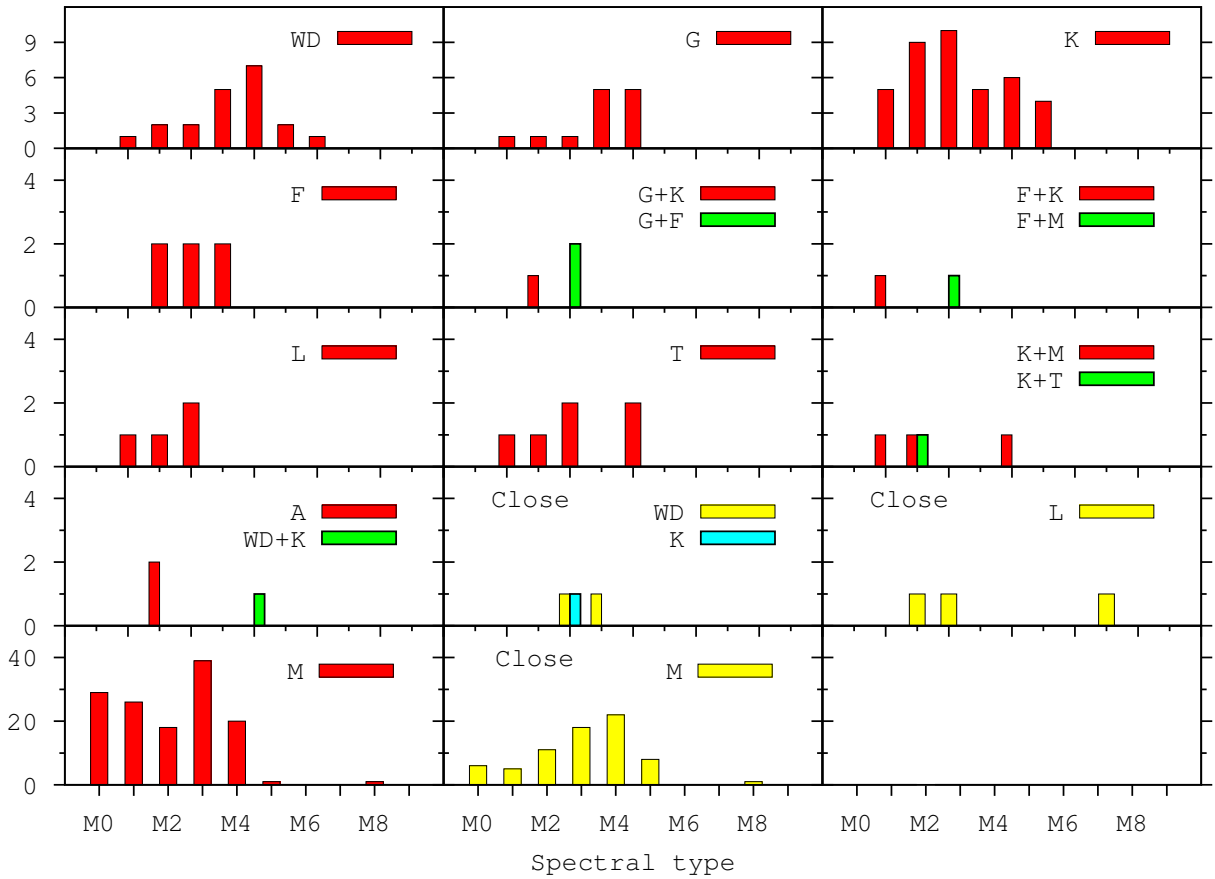 WD
G
K
9
6
3
0
F
G+K
G+F
F+K
F+M
4
2
0
L
T
K+M
K+T
4
2
0
A
WD+K
Close
WD
K
Close
L
4
2
0
M
Close
M
40
20
0
M0 M2 M4 M6 M8 M0 M2 M4 M6 M8 M0 M2 M4 M6 M8
Spectral type